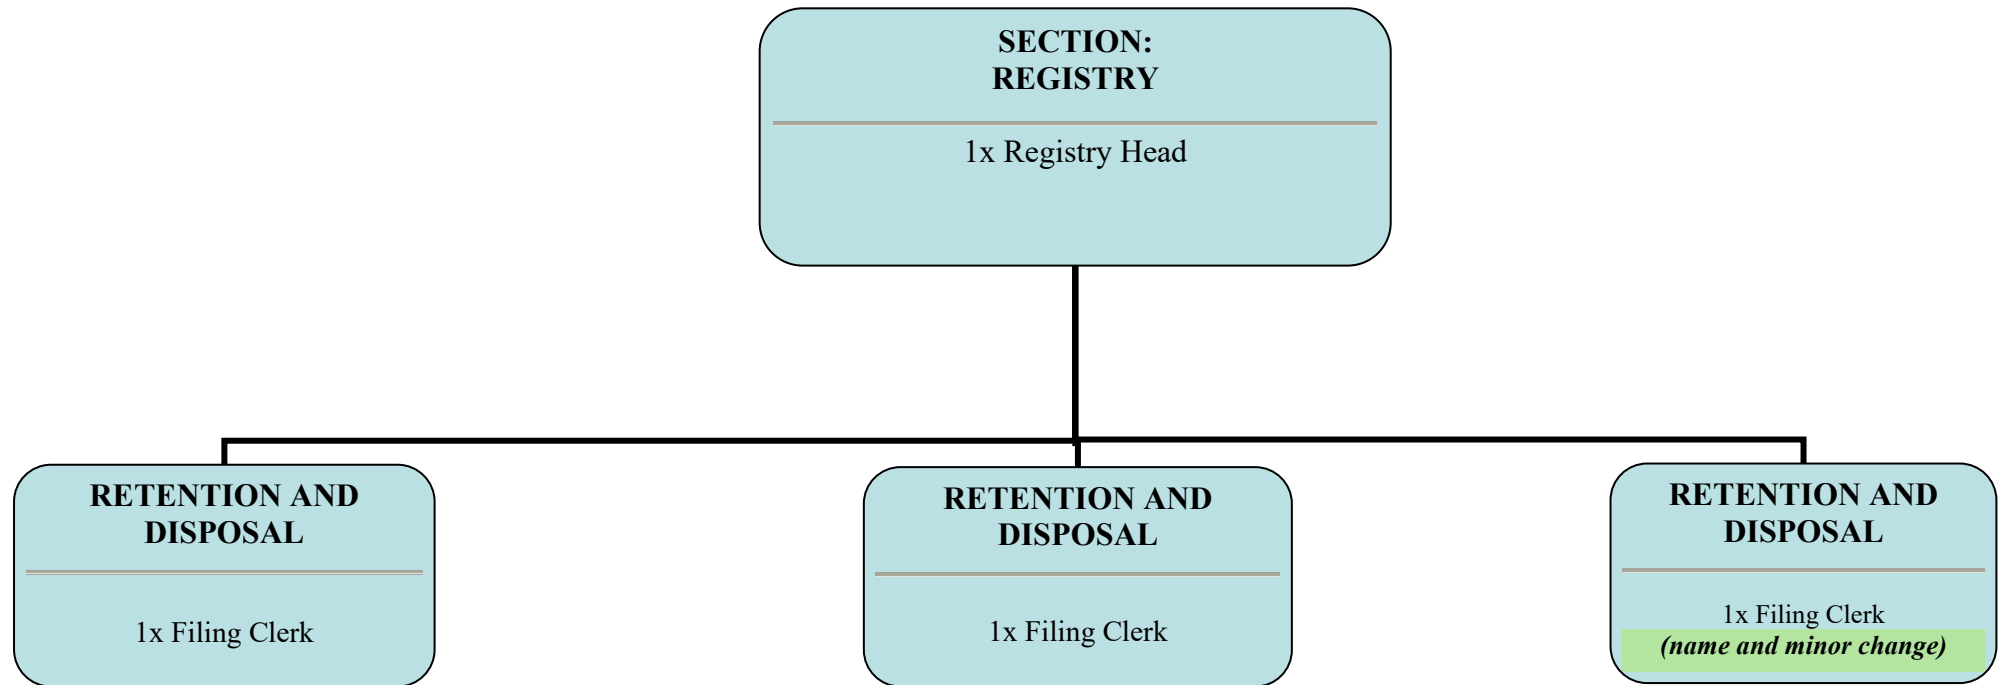 SECTION:
REGISTRY
1x Registry Head
RETENTION AND
DISPOSAL
1x Filing Clerk
RETENTION AND
DISPOSAL
1x Filing Clerk
RETENTION AND
DISPOSAL
1x Filing Clerk
(name and minor change)